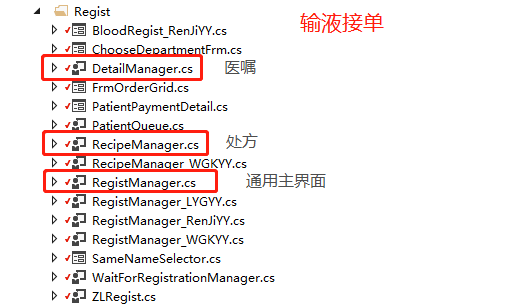 Regist
输液接单
BloodRegist_RenJiYY.cs
ChooseDepartmentFrm.cs
DetailManager.cs 医嘱
FrmOrderGrid.cs
PatientPaymentDetail.cs
PatientQueue.cs
RecipeManager.cs 处方
RecipeManager_WGKYY.cs
RegistManager.cs 通用主界面
RegistManager_LYGYY.cs
RegistManager_RenJiYY.cs
RegistManager_WGKYY.cs
SameNameSelector.cs
WaitForRegistrationManager.cs
ZLRegist.cs